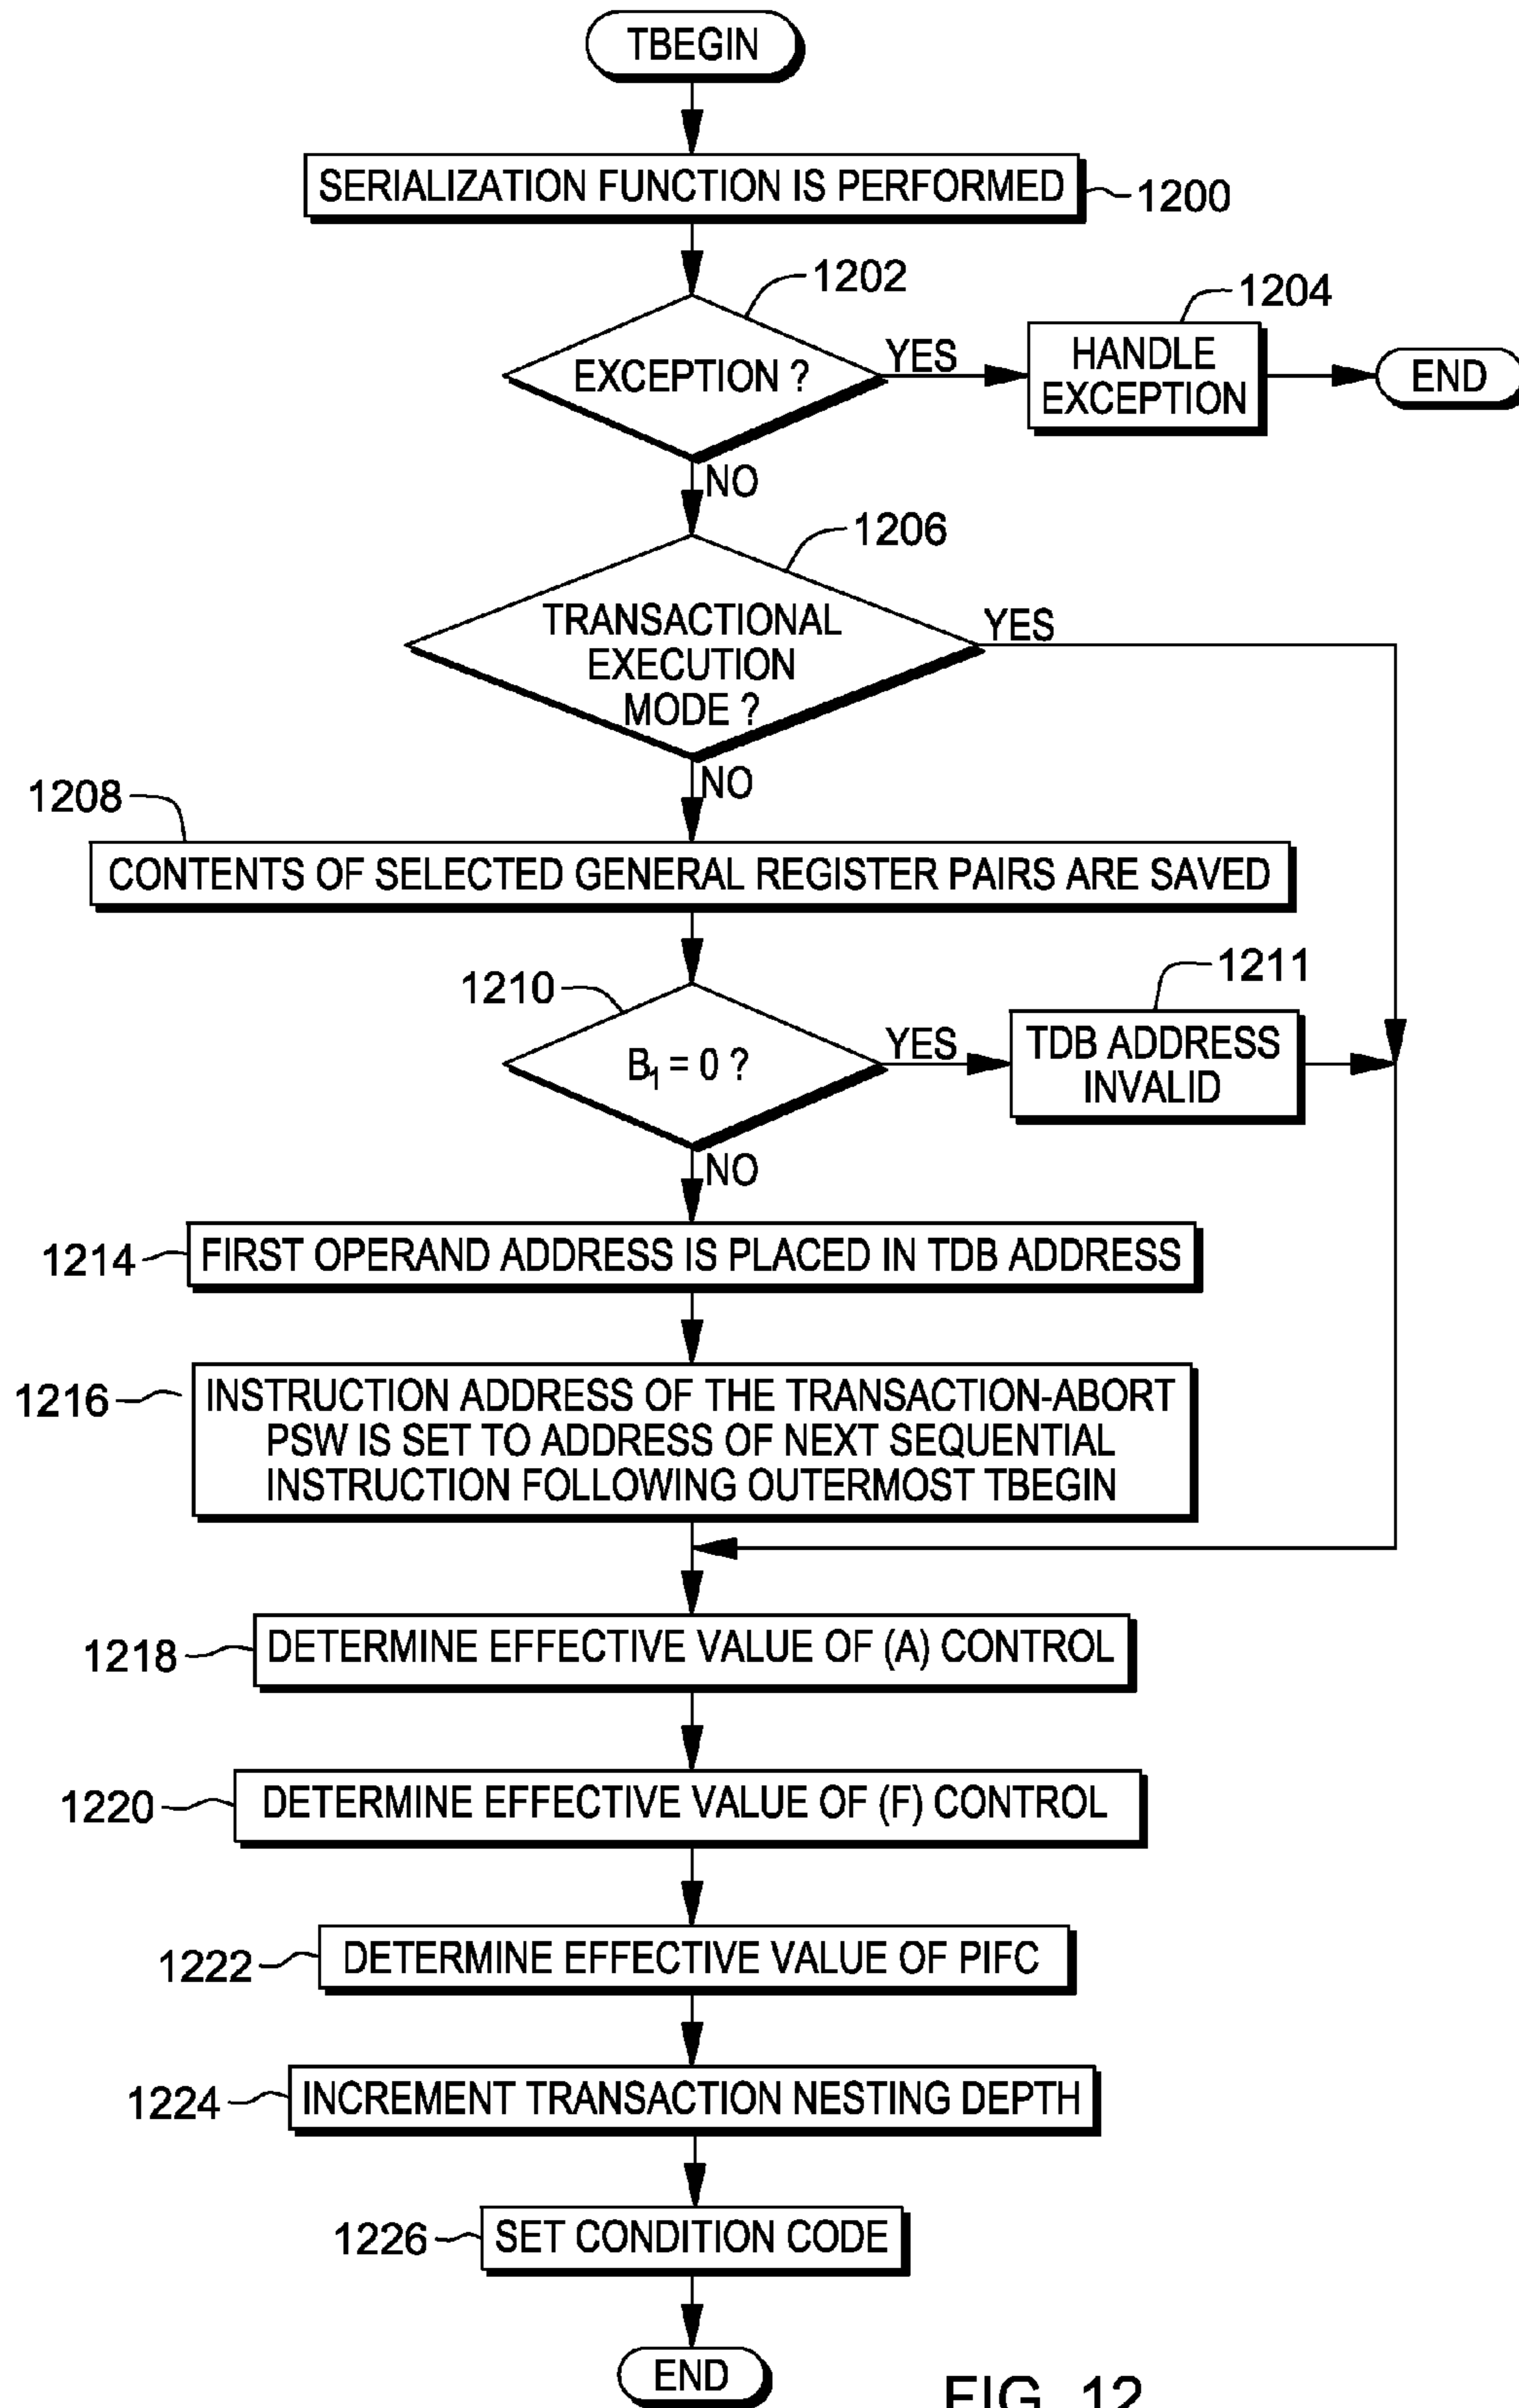 TBEGIN
SERIALIZATION FUNCTION IS PERFORMED
1200
1202
1204
EXCEPTION ?
YES
HANDLE
EXCEPTION
END
NO
1206
TRANSACTIONAL
EXECUTION
MODE ?
YES
NO
1208
CONTENTS OF SELECTED GENERAL REGISTER PAIRS ARE SAVED
1210
1211
B1 = 0 ?
YES
TDB ADDRESS
INVALID
NO
1214
FIRST OPERAND ADDRESS IS PLACED IN TDB ADDRESS
1216
INSTRUCTION ADDRESS OF THE TRANSACTION-ABORT
PSW IS SET TO ADDRESS OF NEXT SEQUENTIAL
INSTRUCTION FOLLOWING OUTERMOST TBEGIN
1218
DETERMINE EFFECTIVE VALUE OF (A) CONTROL
1220
DETERMINE EFFECTIVE VALUE OF (F) CONTROL
1222
DETERMINE EFFECTIVE VALUE OF PIFC
1224
INCREMENT TRANSACTION NESTING DEPTH
1226
SET CONDITION CODE
END
FIG. 12